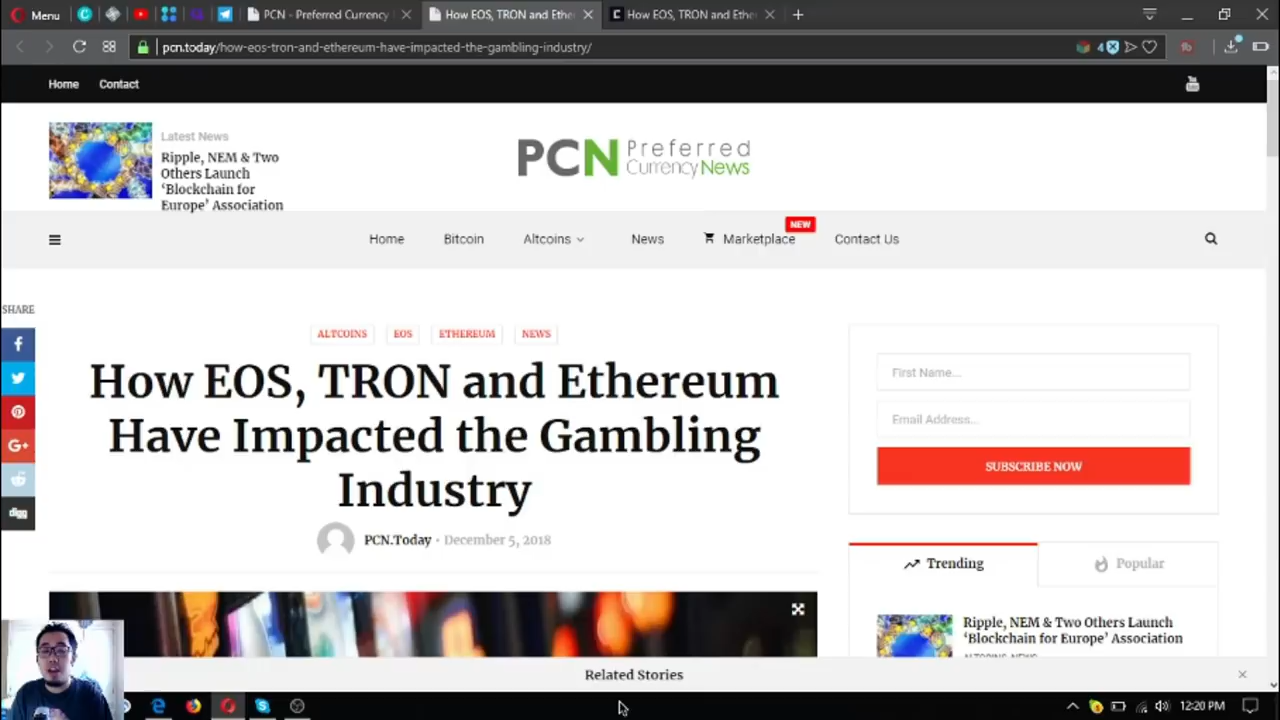 Menu
PCN - Preferred Currency
How EOS, TRON and Ethe
How EOS, TRON and Ethe
pcn.today/how-eos-tron-and-ethereum-have-impacted-the-gambling-industry/
4
Home
Contact
Latest News
Ripple, NEM & Two
Others Launch
‘Blockchain for
Europe’ Association
PCN Preferred
CurrencyNews
NEW
Home
Bitcoin
Altcoins
News
Marketplace
Contact Us
SHARE
digg
ALTCOINS
EOS
ETHEREUM
NEWS
How EOS, TRON and Ethereum
Have Impacted the Gambling
Industry
PCN.Today • December 5, 2018
First Name...
Email Address...
SUBSCRIBE NOW
Trending
Popular
Ripple, NEM & Two Others Launch
‘Blockchain for Europe’ Association
Related Stories
12:20 PM